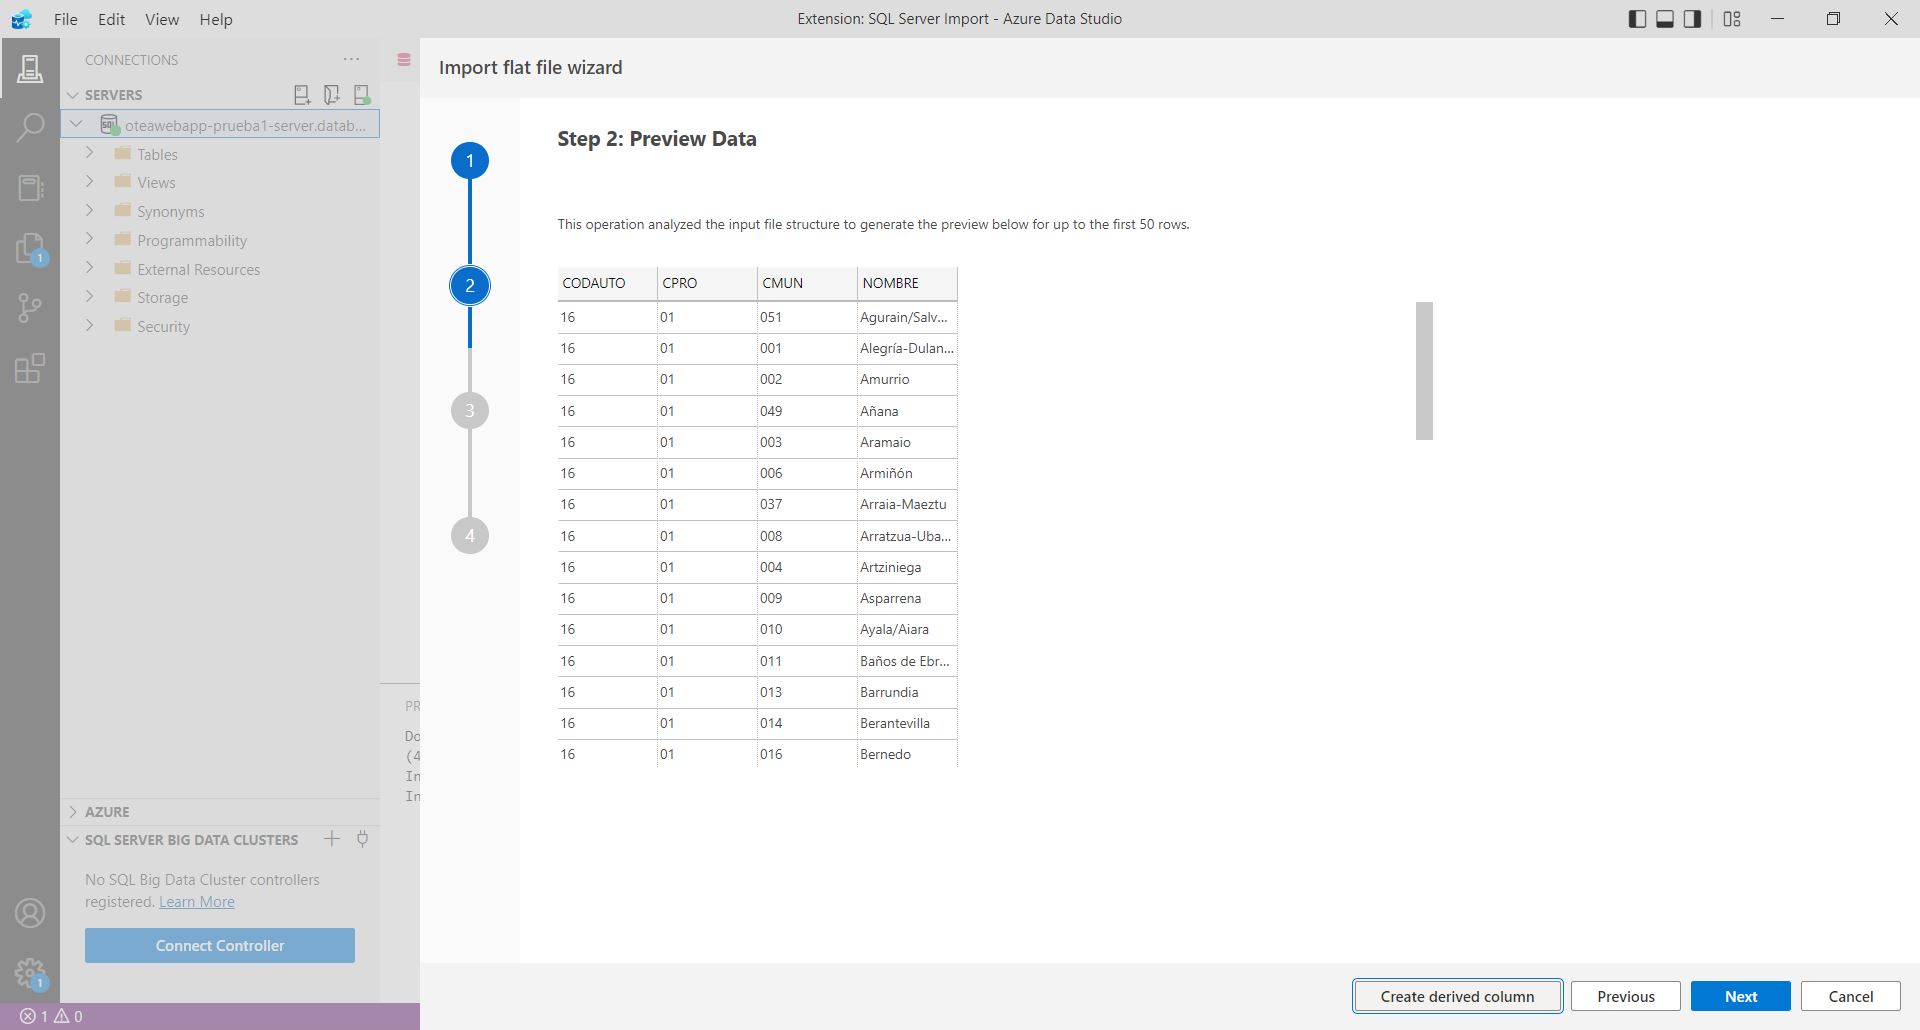 File Edit View Help
Extension: SQL Server Import - Azure Data Studio
CONNECTIONS
SERVERS
oteawebapp-prueba1-server.datab...
Tables
Views
Synonyms
Programmability
External Resources
Storage
Security
AZURE
SQL SERVER BIG DATA CLUSTERS
No SQL Big Data Cluster controllers
registered. Learn More
Connect Controller
1
1
1 0
PR
Do
(4
In
In
Import flat file wizard
1
2
3
4
Step 2: Preview Data
This operation analyzed the input file structure to generate the preview below for up to the first 50 rows.
CODAUTO CPRO CMUN NOMBRE
16 01 051 Agurain/Salv...
16 01 001 Alegría-Dulan...
16 01 002 Amurrio
16 01 049 Añana
16 01 003 Aramaio
16 01 006 Armiñón
16 01 037 Arraia-Maeztu
16 01 008 Arratzua-Uba...
16 01 004 Artziniega
16 01 009 Asparrena
16 01 010 Ayala/Aiara
16 01 011 Baños de Ebr...
16 01 013 Barrundia
16 01 014 Berantevilla
16 01 016 Bernedo
Create derived column Previous Next Cancel